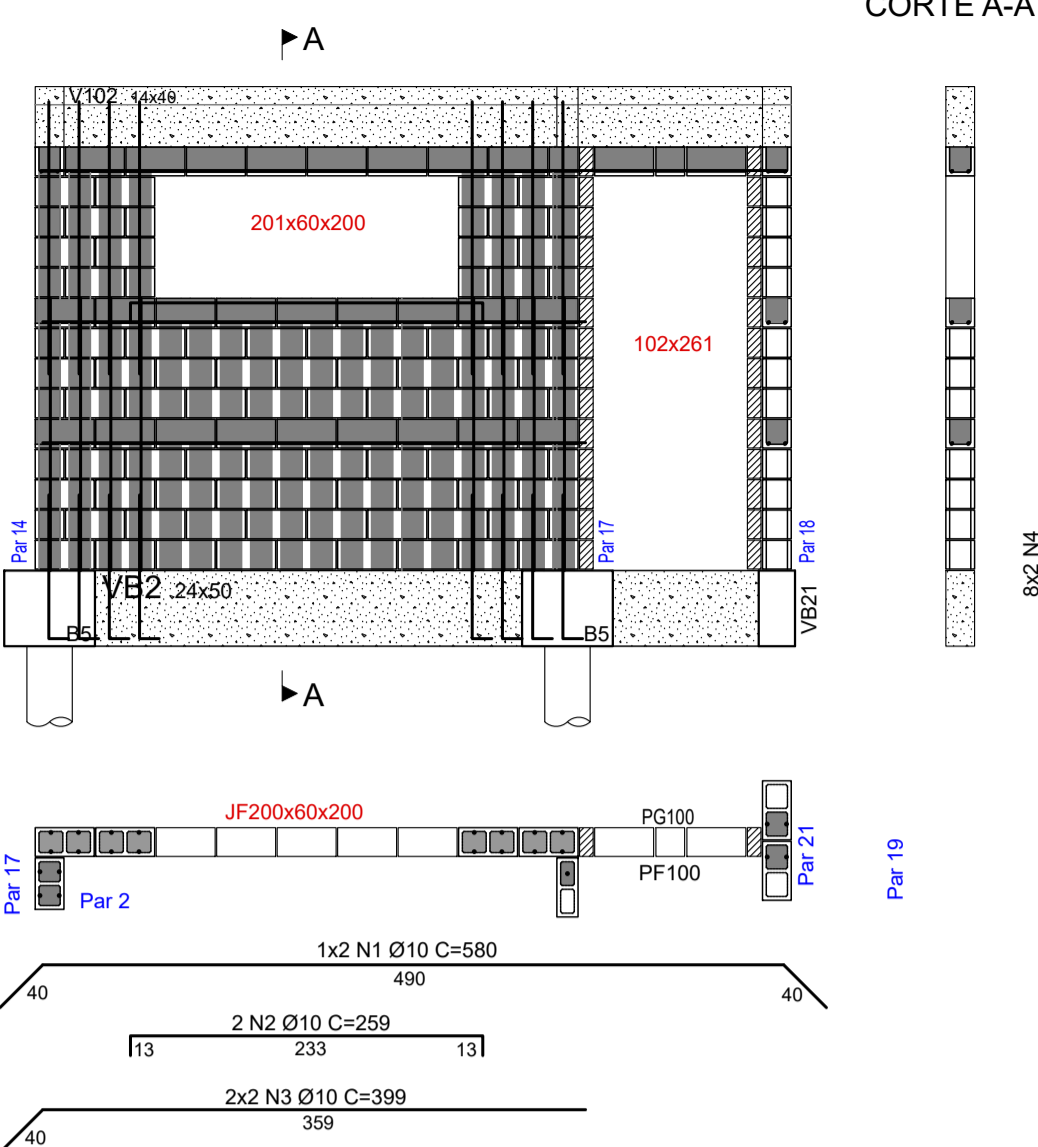 CORTE A-A
A
V102 14x40
201x60x200
102x261
Par 14
Par 17
Par 18
VB2 24x50
B5
B5
VB21
8x2 N4
A
JF200x60x200
PG100
PF100
Par 17
Par 2
Par 21
Par 19
1x2 N1 Ø10 C=580
490
40
40
2 N2 Ø10 C=259
13
233
13
2x2 N3 Ø10 C=399
359
40